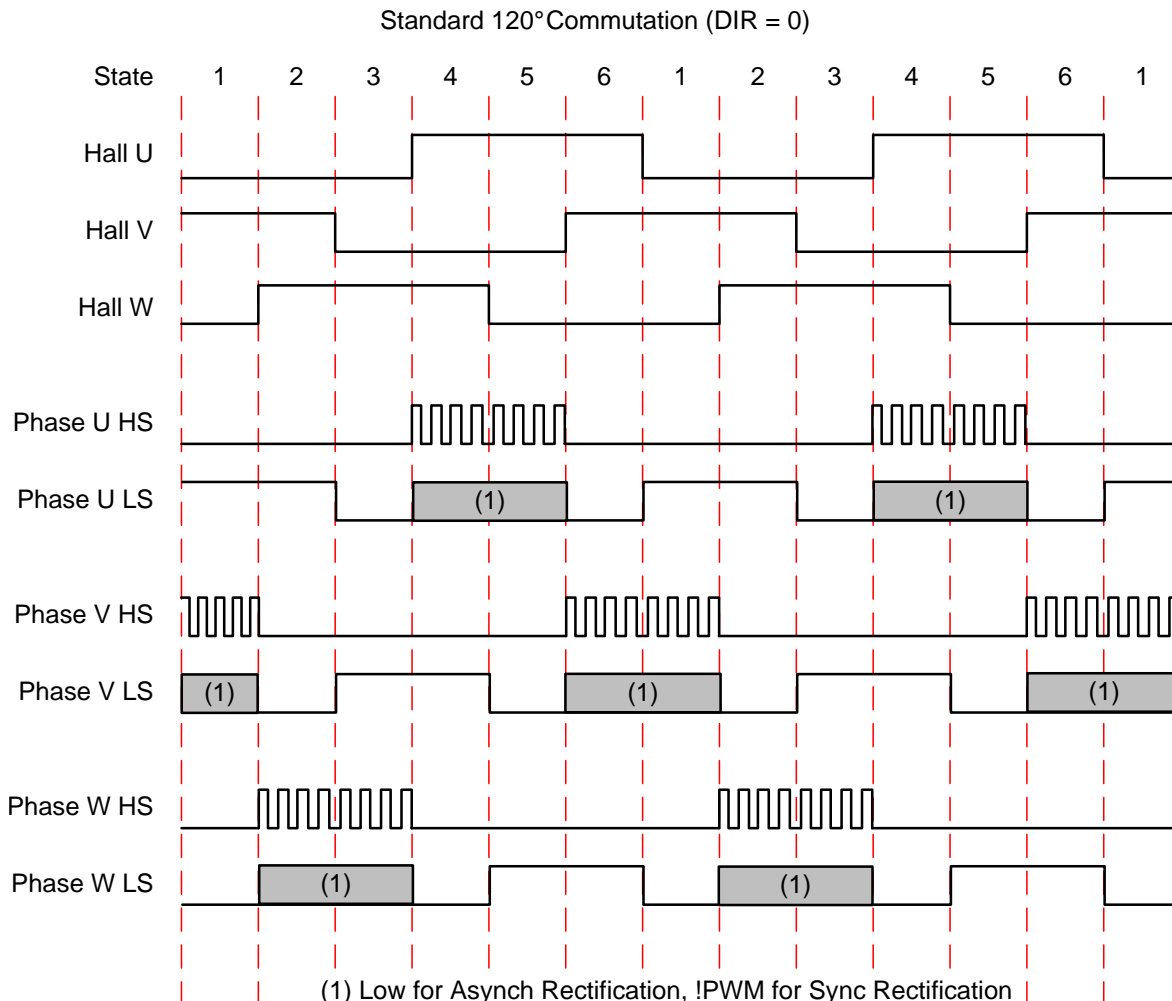 Standard 120°Commutation (DIR = 0)
State 1 2 3 4 5 6 1 2 3 4 5 6 1
Hall U
Hall V
Hall W
Phase U HS
Phase U LS (1) (1)
Phase V HS
Phase V LS (1) (1) (1)
Phase W HS
Phase W LS (1) (1)
(1) Low for Asynch Rectification, !PWM for Sync Rectification